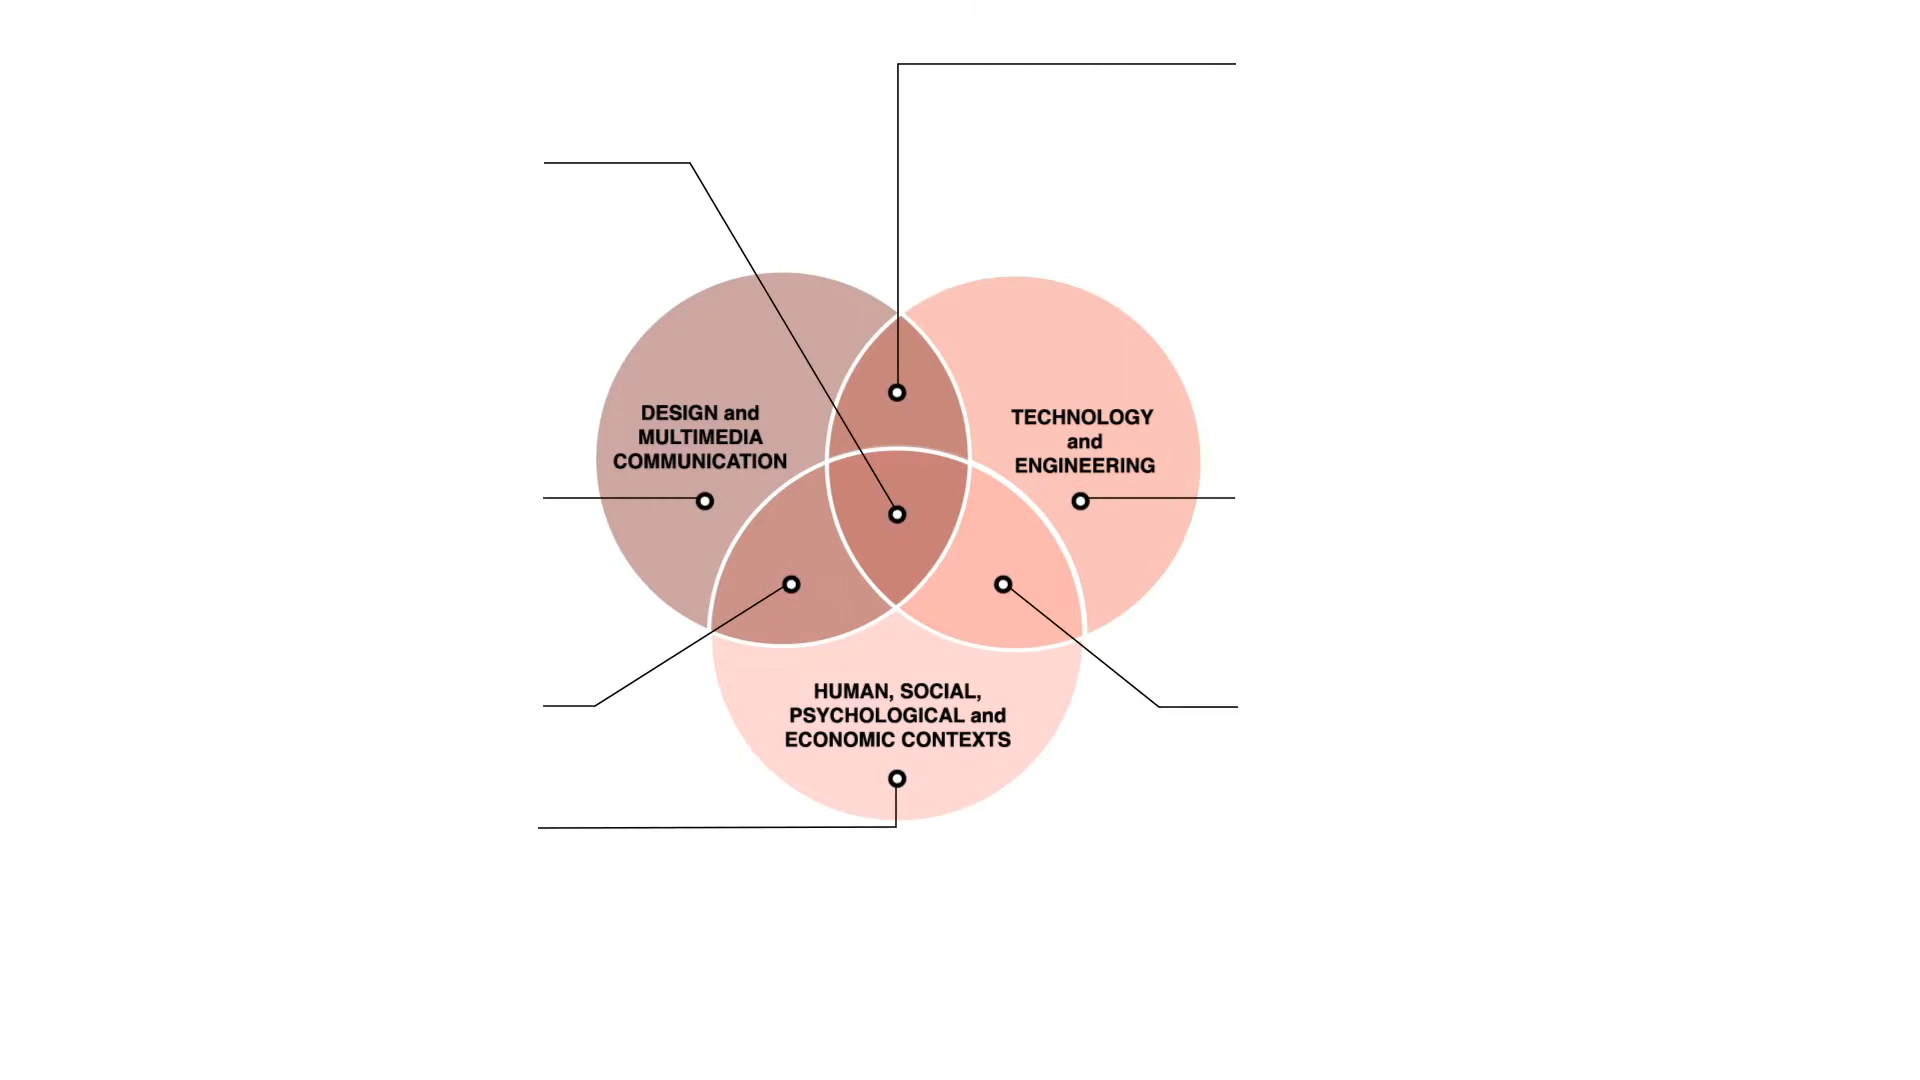 DESIGN and
MULTIMEDIA
COMMUNICATION
TECHNOLOGY
and
ENGINEERING
HUMAN, SOCIAL,
PSYCHOLOGICAL and
ECONOMIC CONTEXTS